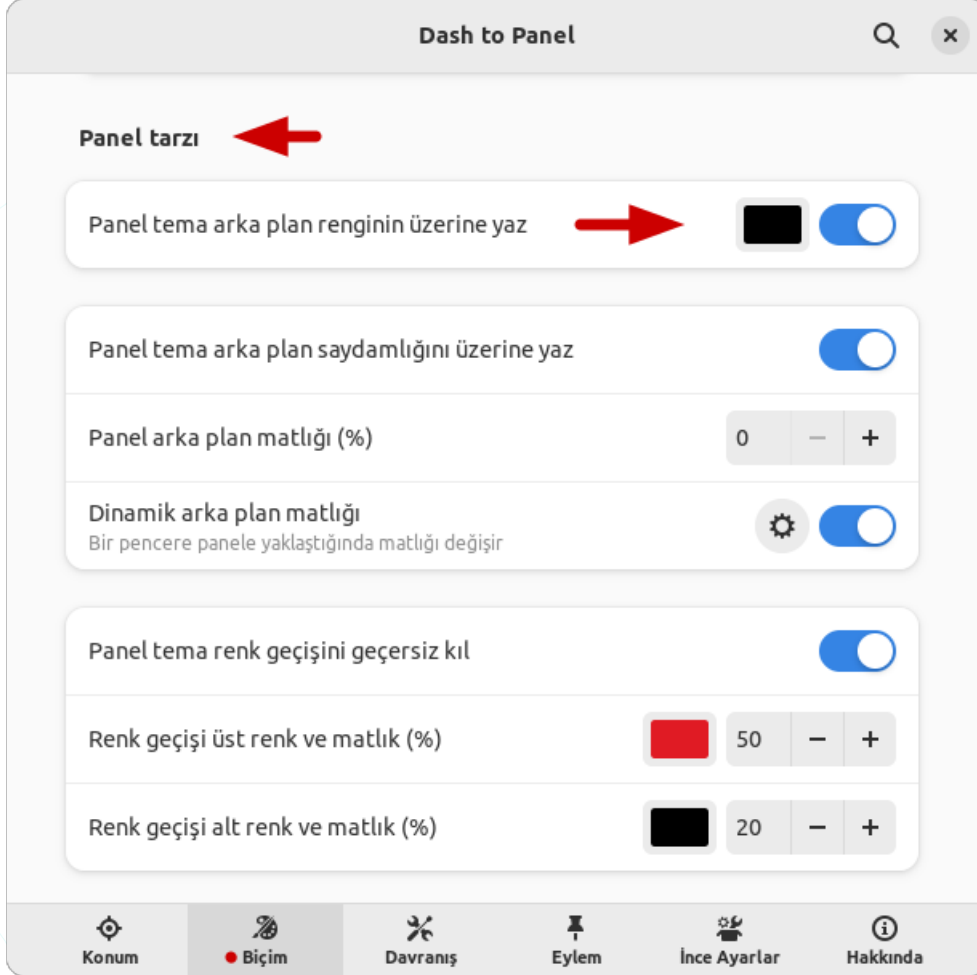 Dash to Panel
Panel tarzı
Panel tema arka plan renginin üzerine yaz
Panel tema arka plan saydamlığını üzerine yaz
Panel arka plan matlığı (%)
0
Dinamik arka plan matlığı
Bir pencere panele yaklaştığında matlığı değişir
Panel tema renk geçişini geçersiz kıl
Renk geçişi üst renk ve matlık (%)
50
Renk geçişi alt renk ve matlık (%)
20
Konum
Biçim
Davranış
Eylem
İnce Ayarlar
Hakkında